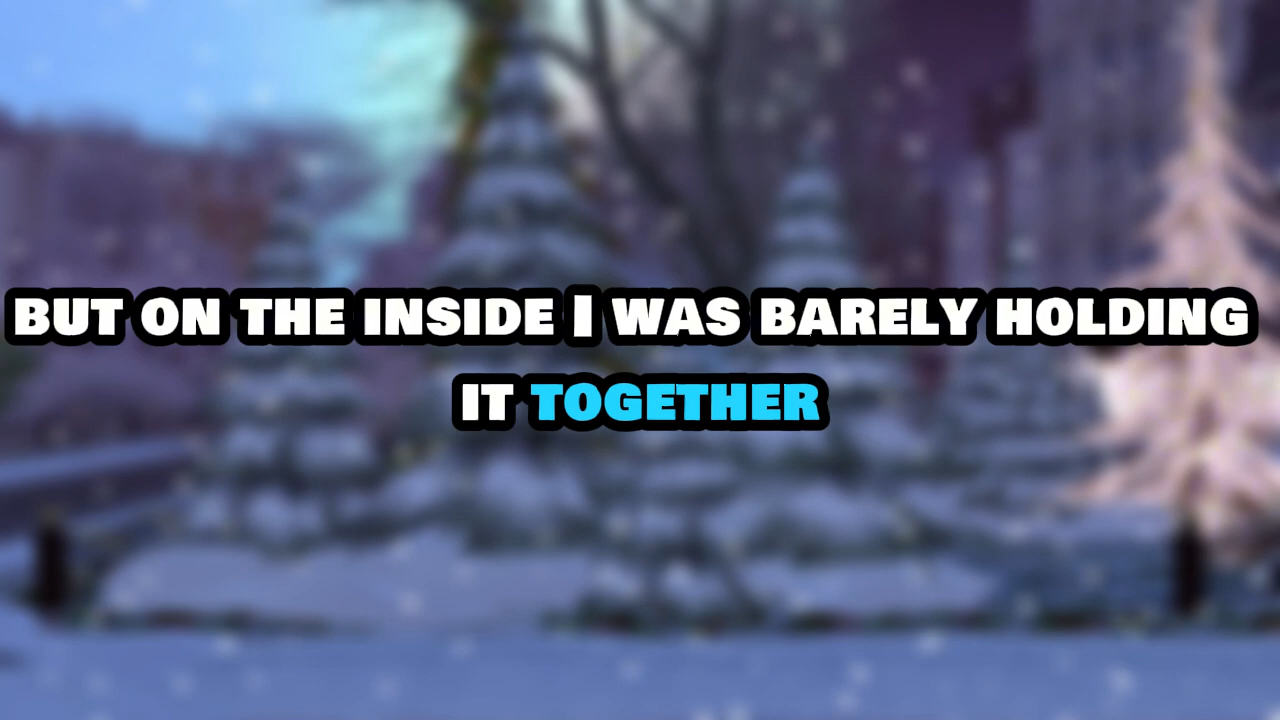 BUT ON THE INSIDE I WAS BARELY HOLDING
IT TOGETHER